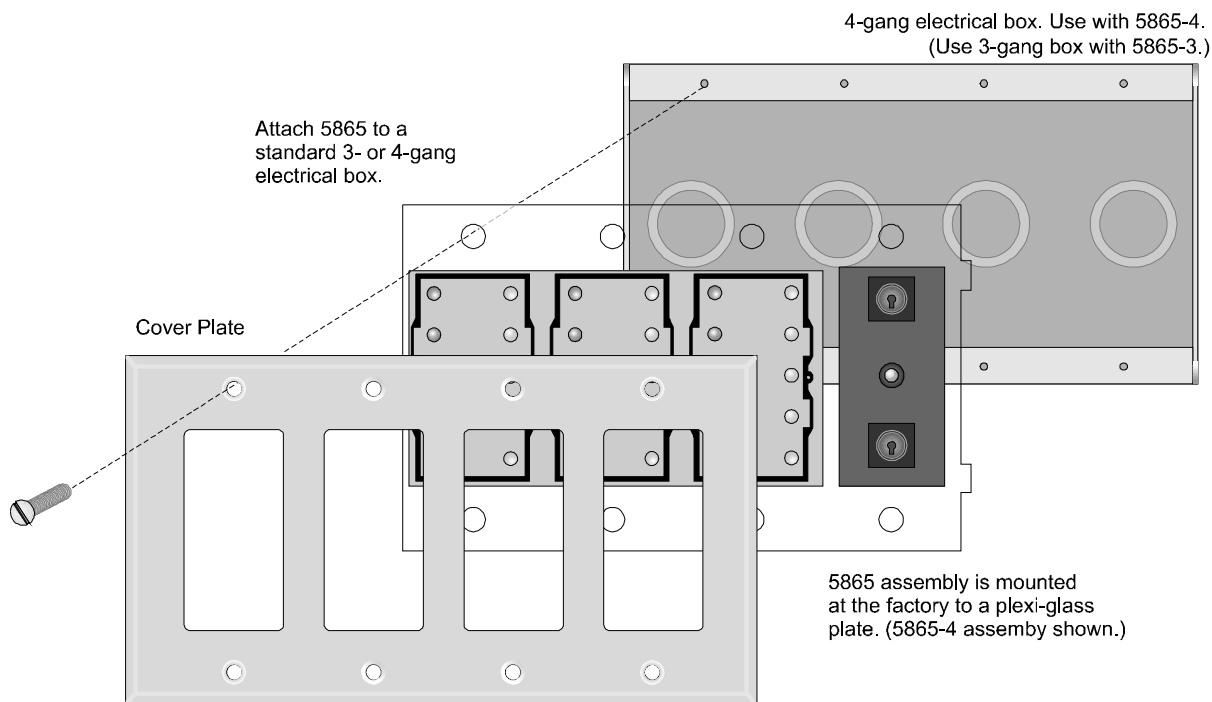 4-gang electrical box. Use with 5865-4.
(Use 3-gang box with 5865-3.)
Attach 5865 to a
standard 3- or 4-gang
electrical box.
Cover Plate
5865 assembly is mounted
at the factory to a plexi-glass
plate. (5865-4 assemby shown.)